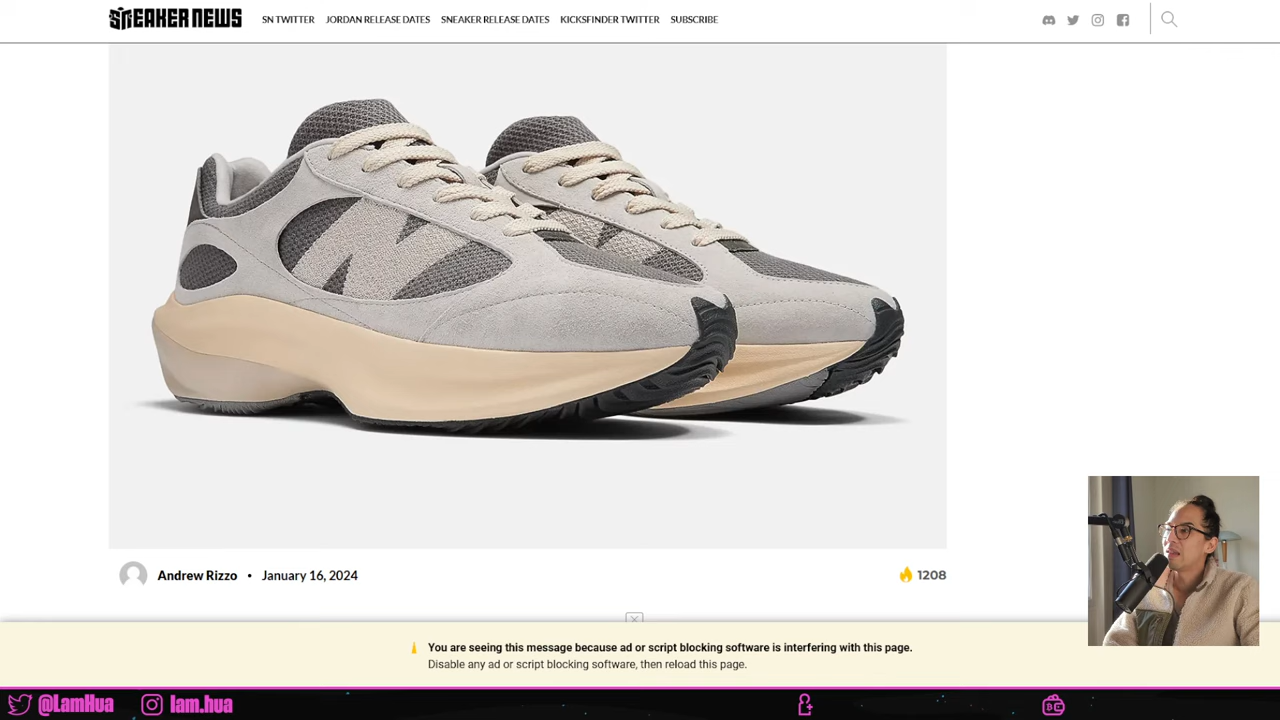 SNEAKER NEWS
SN TWITTER JORDAN RELEASE DATES SNEAKER RELEASE DATES KICKSFINDER TWITTER SUBSCRIBE
N
Andrew Rizzo • January 16, 2024
1208
You are seeing this message because ad or script blocking software is interfering with this page.
Disable any ad or script blocking software, then reload this page.
@LamHua lam.hua